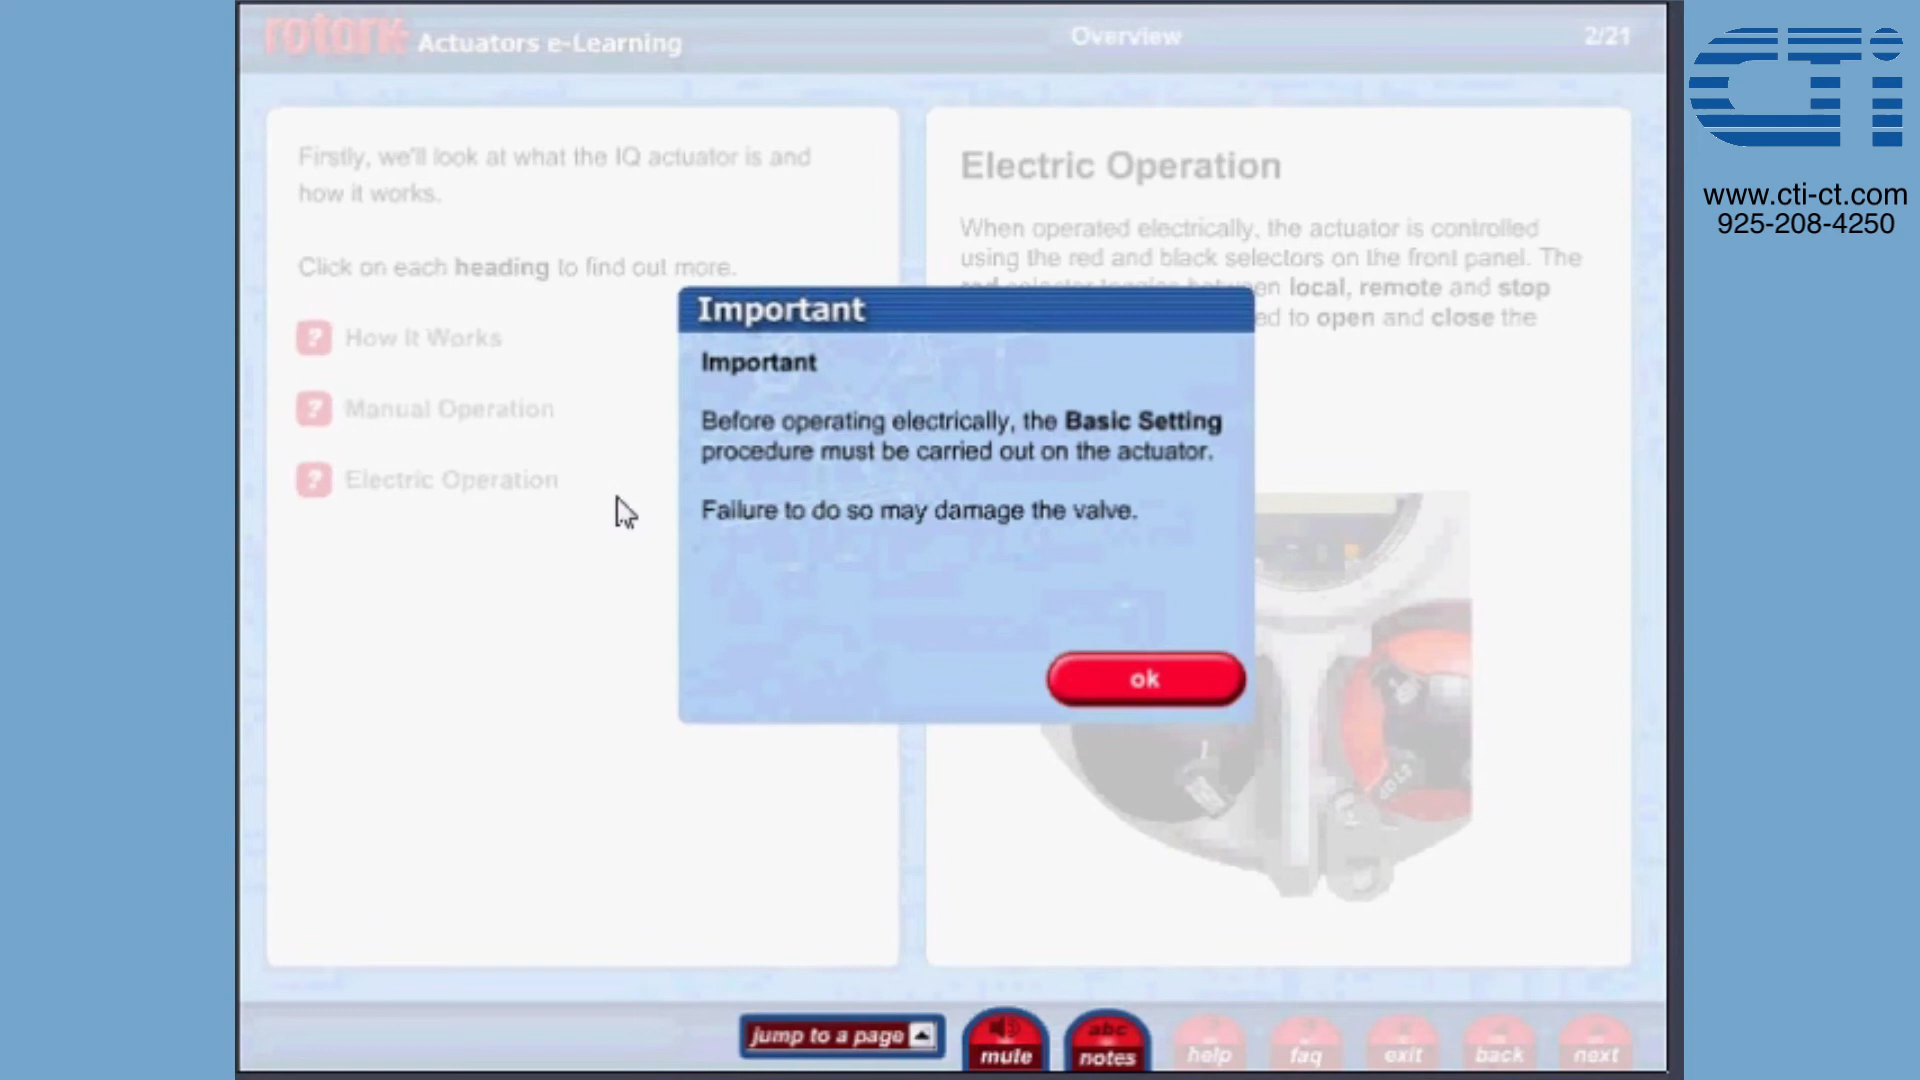 rotork Actuators e-Learning
Overview
2/21
CTi
www.cti-ct.com
925-208-4250
Firstly, we'll look at what the IQ actuator is and
how it works.
Click on each heading to find out more.
? How It Works
? Manual Operation
? Electric Operation
Electric Operation
When operated electrically, the actuator is controlled
using the red and black selectors on the front panel. The
red selector toggles between local, remote and stop
ed to open and close the
Important
Important
Before operating electrically, the Basic Setting
procedure must be carried out on the actuator.
Failure to do so may damage the valve.
ok
STOP
jump to a page
mute
abc
notes
help
faq
exit
back
next